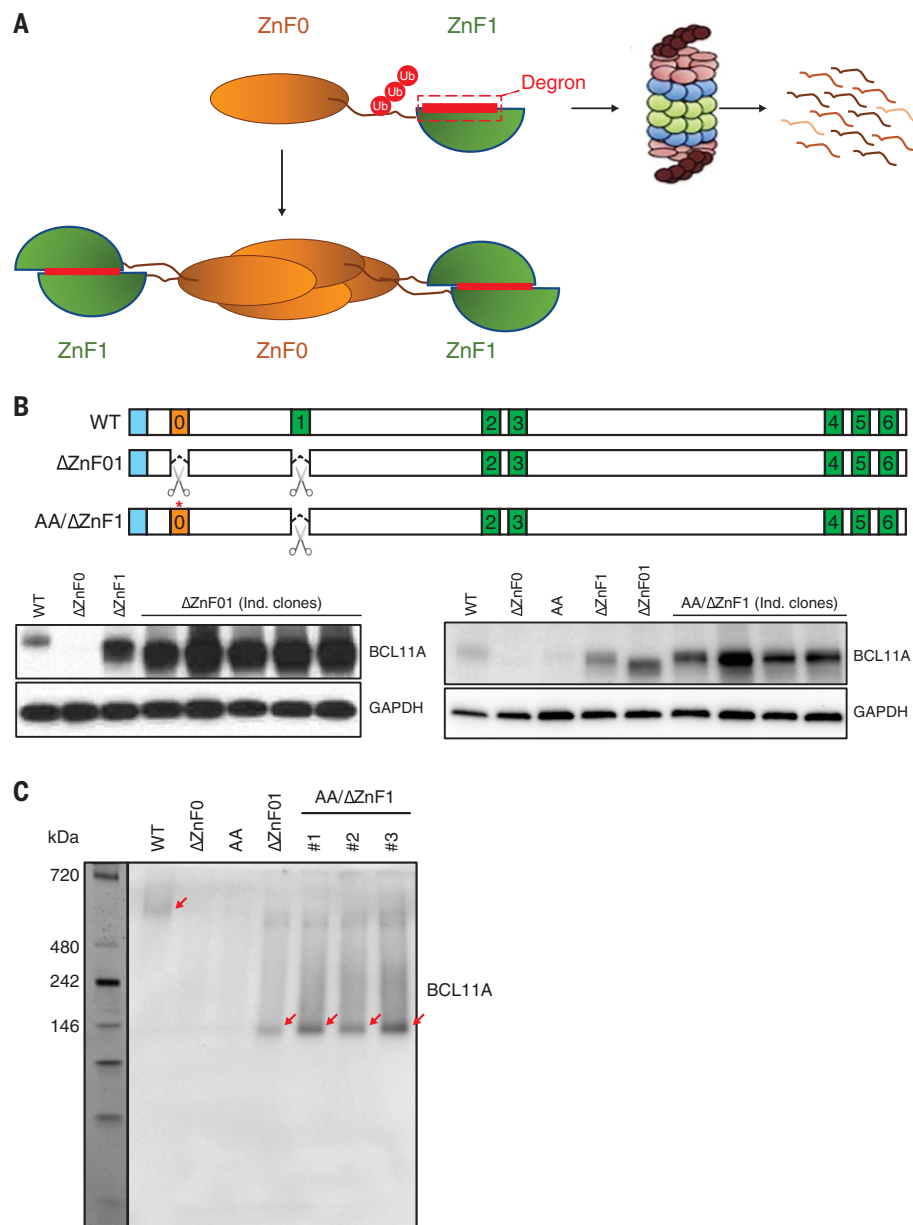 A
ZnF0 ZnF1
Ub
Ub
Ub
Degron
ZnF1 ZnF0 ZnF1
B
WT 0 1 2 3 4 5 6
ΔZnF01 2 3 4 5 6
*
AA/ΔZnF1 0 2 3 4 5 6
WT ΔZnF0 ΔZnF1 ΔZnF01 (Ind. clones)
BCL11A
GAPDH
WT ΔZnF0 AA ΔZnF1 ΔZnF01 AA/ΔZnF1 (Ind. clones)
BCL11A
GAPDH
C
AA/ΔZnF1
kDa WT ΔZnF0 AA ΔZnF01 #1 #2 #3
720
480
242
146
BCL11A